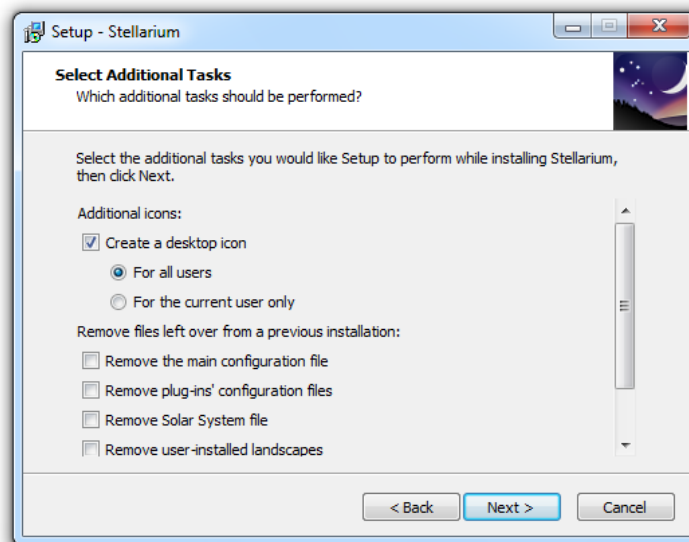 Setup - Stellarium
Select Additional Tasks
Which additional tasks should be performed?
Select the additional tasks you would like Setup to perform while installing Stellarium,
then click Next.
Additional icons:
Create a desktop icon
For all users
For the current user only
Remove files left over from a previous installation:
Remove the main configuration file
Remove plug-ins' configuration files
Remove Solar System file
Remove user-installed landscapes
< Back Next > Cancel